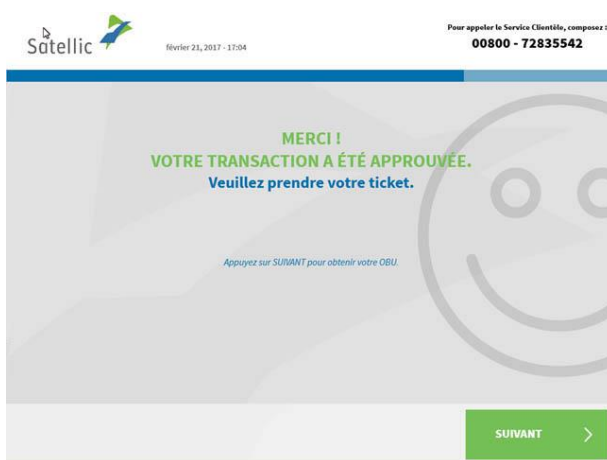 Satellic
février 21, 2017 - 17:04
Pour appeler le Service Clientèle, composez :
00800 - 72835542
MERCI !
VOTRE TRANSACTION A ÉTÉ APPROUVÉE.
Veuillez prendre votre ticket.
Appuyez sur SUIVANT pour obtenir votre OBU.
SUIVANT